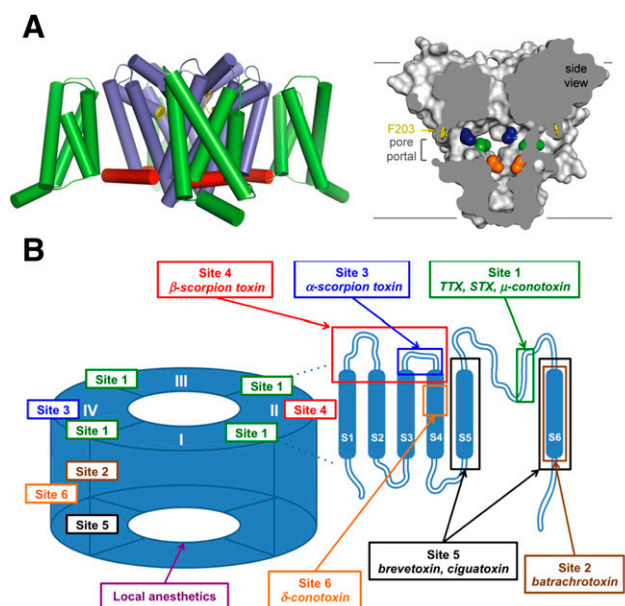 A
side
view
F203
pore
portal
B
Site 4
β-scorpion toxin
Site 3
α-scorpion toxin
Site 1
TTX, STX, μ-conotoxin
Site 1
III
Site 1
Site 3
IV
II
Site 4
Site 1
I
Site 1
Site 2
Site 6
Site 5
S1
S2
S3
S4
S5
S6
Local anesthetics
Site 6
δ-conotoxin
Site 5
brevetoxin, ciguatoxin
Site 2
batrachotoxin